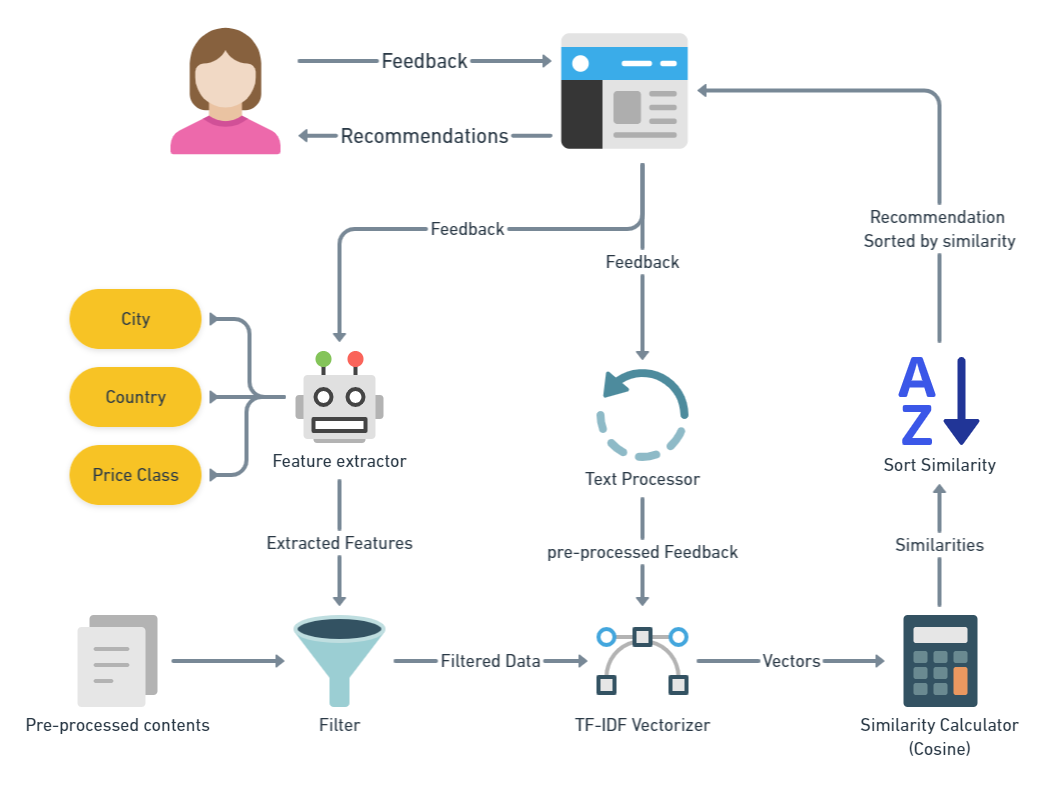 Feedback
Recommendations
Feedback
Feedback
Recommendation
Sorted by similarity
City
Country
Price Class
Feature extractor
Text Processor
Sort Similarity
Extracted Features
pre-processed Feedback
Similarities
Filtered Data
Vectors
Pre-processed contents
Filter
TF-IDF Vectorizer
Similarity Calculator
(Cosine)
A
Z